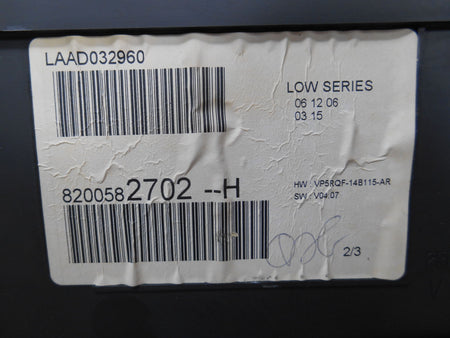 LAAD032960
LOW SERIES
06 12 06
03 15
8200582702 --H
HW : VP5RQF-14B115-AR
SW : V04.07
2/3